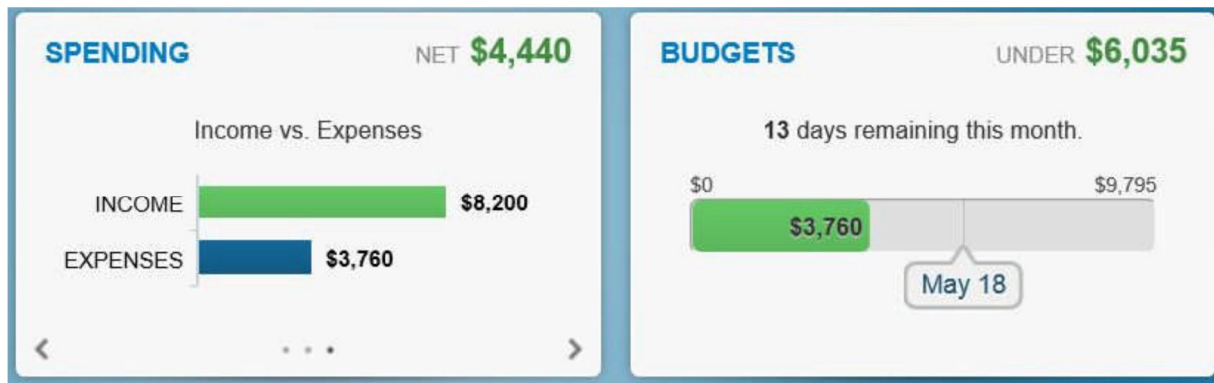 SPENDING NET $4,440
Income vs. Expenses
INCOME $8,200
EXPENSES $3,760
BUDGETS UNDER $6,035
13 days remaining this month.
$0 $9,795
$3,760
May 18